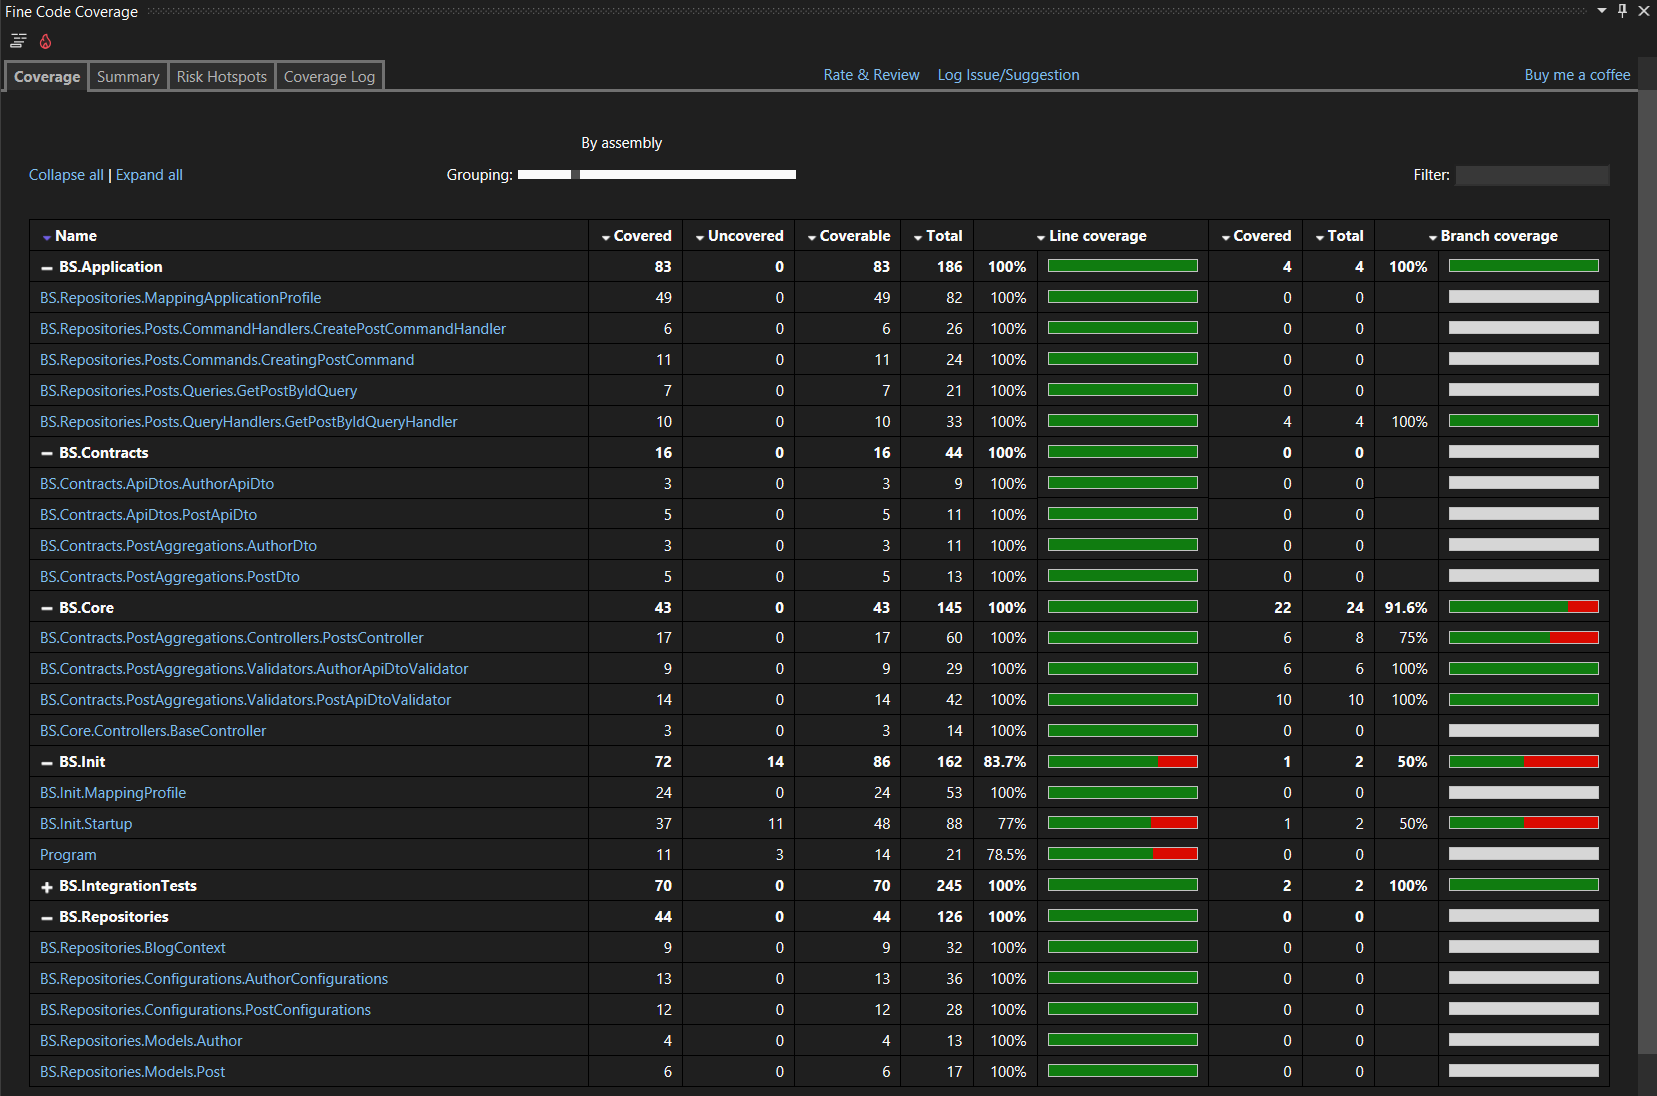 Fine Code Coverage
Coverage Summary Risk Hotspots Coverage Log Rate & Review Log Issue/Suggestion Buy me a coffee
By assembly
Collapse all | Expand all Grouping: Filter:
Name Covered Uncovered Coverable Total Line coverage Covered Total Branch coverage
BS.Application 83 0 83 186 100% 4 4 100%
BS.Repositories.MappingApplicationProfile 49 0 49 82 100% 0 0
BS.Repositories.Posts.CommandHandlers.CreatePostCommandHandler 6 0 6 26 100% 0 0
BS.Repositories.Posts.Commands.CreatingPostCommand 11 0 11 24 100% 0 0
BS.Repositories.Posts.Queries.GetPostByIdQuery 7 0 7 21 100% 0 0
BS.Repositories.Posts.QueryHandlers.GetPostByIdQueryHandler 10 0 10 33 100% 4 4 100%
BS.Contracts 16 0 16 44 100% 0 0
BS.Contracts.ApiDtos.AuthorApiDto 3 0 3 9 100% 0 0
BS.Contracts.ApiDtos.PostApiDto 5 0 5 11 100% 0 0
BS.Contracts.PostAggregations.AuthorDto 3 0 3 11 100% 0 0
BS.Contracts.PostAggregations.PostDto 5 0 5 13 100% 0 0
BS.Core 43 0 43 145 100% 22 24 91.6%
BS.Contracts.PostAggregations.Controllers.PostsController 17 0 17 60 100% 6 8 75%
BS.Contracts.PostAggregations.Validators.AuthorApiDtoValidator 9 0 9 29 100% 6 6 100%
BS.Contracts.PostAggregations.Validators.PostApiDtoValidator 14 0 14 42 100% 10 10 100%
BS.Core.Controllers.BaseController 3 0 3 14 100% 0 0
BS.Init 72 14 86 162 83.7% 1 2 50%
BS.Init.MappingProfile 24 0 24 53 100% 0 0
BS.Init.Startup 37 11 48 88 77% 1 2 50%
Program 11 3 14 21 78.5% 0 0
BS.IntegrationTests 70 0 70 245 100% 2 2 100%
BS.Repositories 44 0 44 126 100% 0 0
BS.Repositories.BlogContext 9 0 9 32 100% 0 0
BS.Repositories.Configurations.AuthorConfigurations 13 0 13 36 100% 0 0
BS.Repositories.Configurations.PostConfigurations 12 0 12 28 100% 0 0
BS.Repositories.Models.Author 4 0 4 13 100% 0 0
BS.Repositories.Models.Post 6 0 6 17 100% 0 0